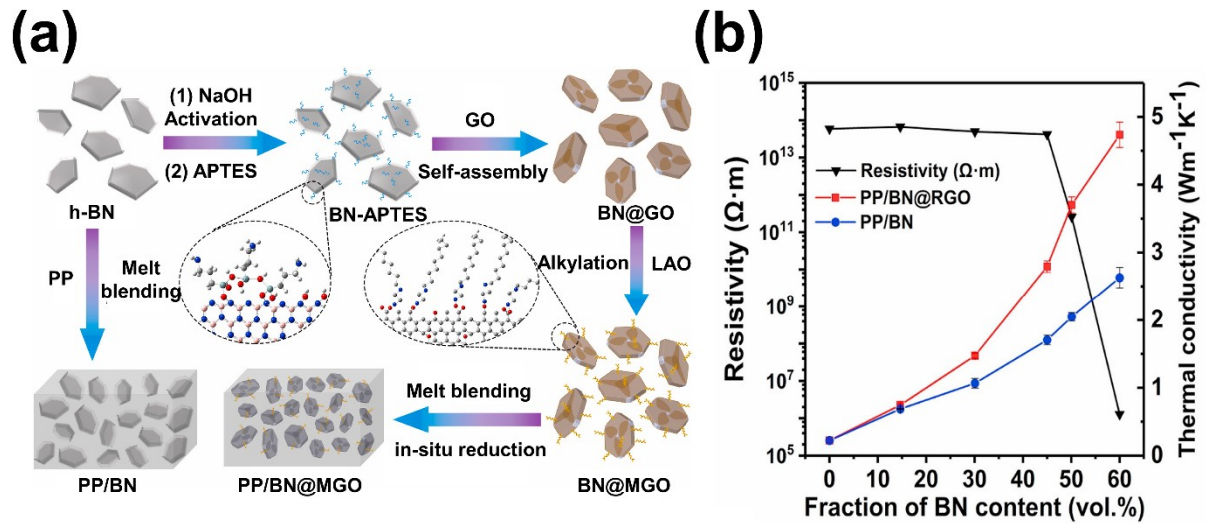 (a)
(1) NaOH
Activation
(2) APTES
GO
Self-assembly
h-BN
BN-APTES
BN@GO
PP
Melt
blending
Alkylation
LAO
Melt blending
in-situ reduction
PP/BN
PP/BN@MGO
BN@MGO
(b)
Resistivity (Ω·m)
10¹⁵
10¹³
10¹¹
10⁹
10⁷
10⁵
Resistivity (Ω·m)
PP/BN@RGO
PP/BN
5
4
3
2
1
0
Thermal conductivity (Wm⁻¹K⁻¹)
0 10 20 30 40 50 60
Fraction of BN content (vol.%)